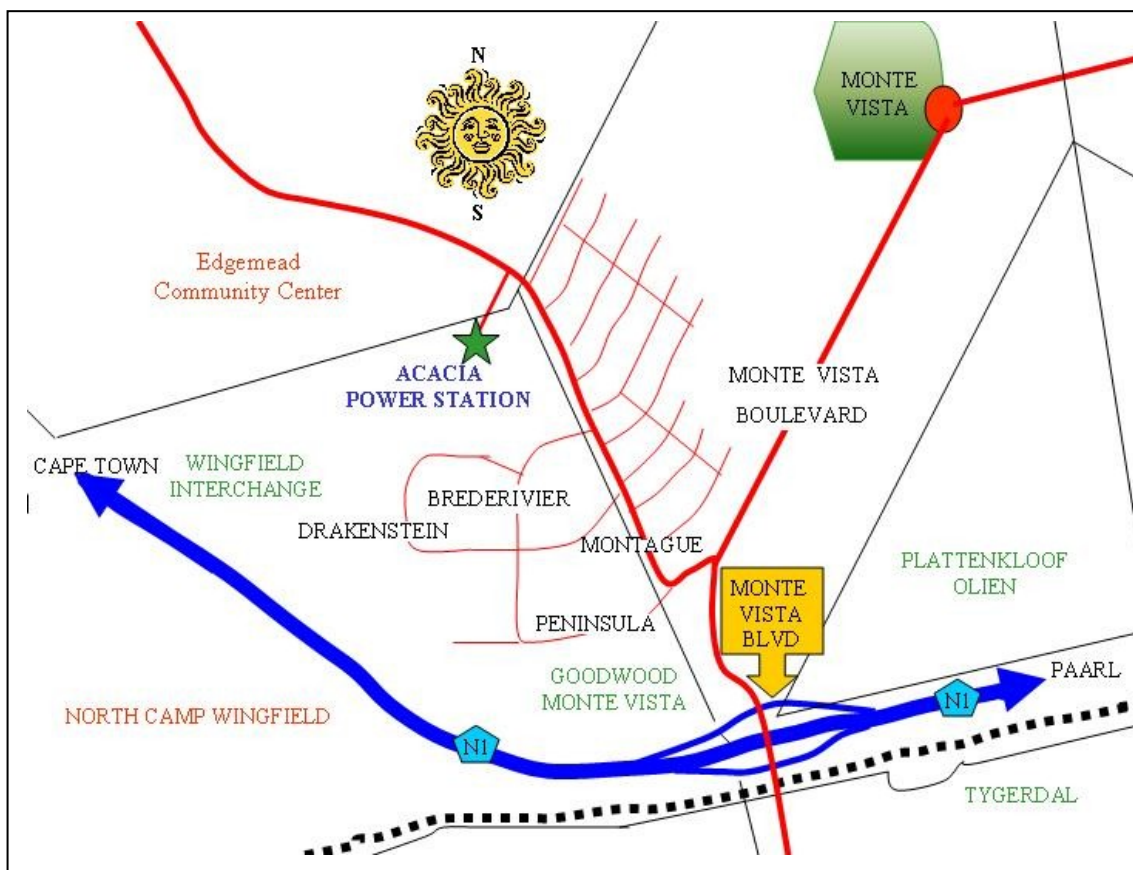 N
S
MONTE
VISTA
Edgemead
Community Center
ACACIA
POWER STATION
MONTE VISTA
BOULEVARD
CAPE TOWN
WINGFIELD
INTERCHANGE
BREDERIVIER
DRAKENSTEIN
MONTAGUE
PLATTENKLOOF
OLIEN
MONTE
VISTA
BLVD
PENINSULA
GOODWOOD
MONTE VISTA
PAARL
N1
NORTH CAMP WINGFIELD
N1
TYGERDAL